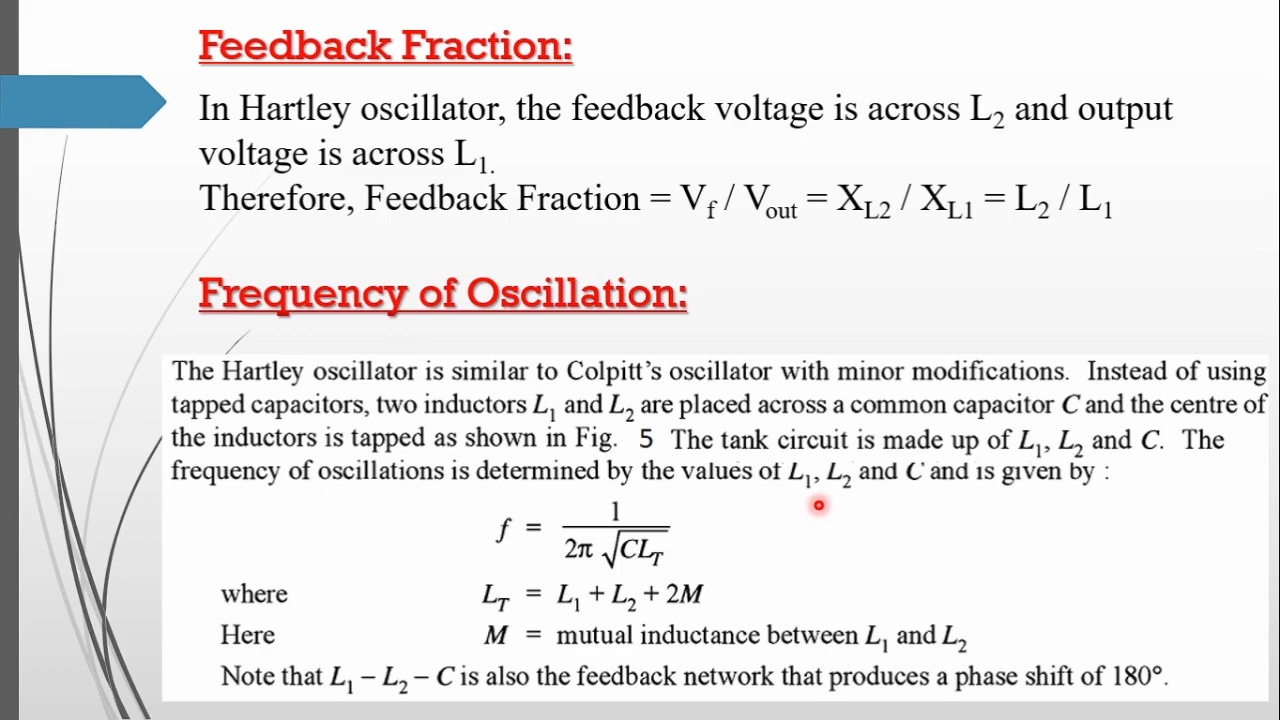 Feedback Fraction:
In Hartley oscillator, the feedback voltage is across L₂ and output
voltage is across L₁.
Therefore, Feedback Fraction = V_f / V_out = X_L2 / X_L1 = L₂ / L₁
Frequency of Oscillation:
The Hartley oscillator is similar to Colpitt’s oscillator with minor modifications. Instead of using
tapped capacitors, two inductors L₁ and L₂ are placed across a common capacitor C and the centre of
the inductors is tapped as shown in Fig. 5 The tank circuit is made up of L₁, L₂ and C. The
frequency of oscillations is determined by the values of L₁, L₂ and C and is given by :
f = 1 / 2π √CL_T
where L_T = L₁ + L₂ + 2M
Here M = mutual inductance between L₁ and L₂
Note that L₁ – L₂ – C is also the feedback network that produces a phase shift of 180°.